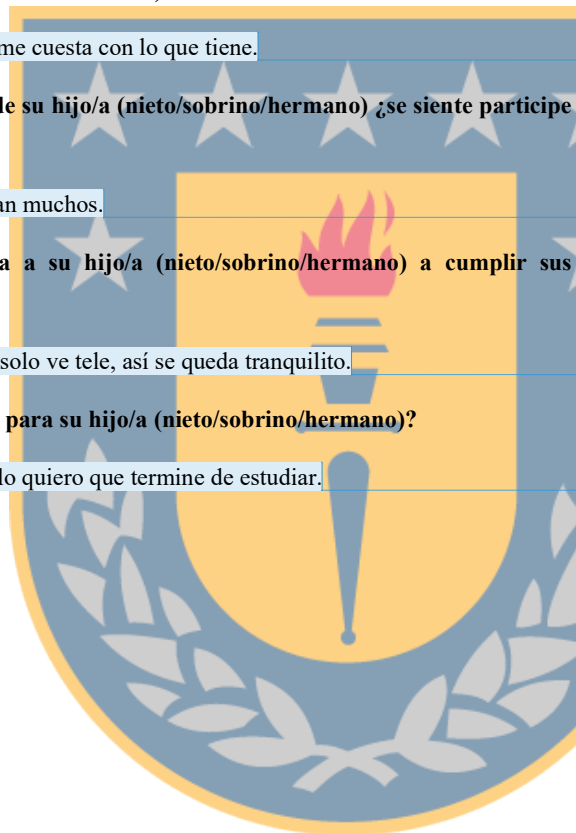 me cuesta con lo que tiene.
de su hijo/a (nieto/sobrino/hermano) ¿se siente participe
an muchos.
a a su hijo/a (nieto/sobrino/hermano) a cumplir sus
solo ve tele, así se queda tranquilito.
para su hijo/a (nieto/sobrino/hermano)?
lo quiero que termine de estudiar.